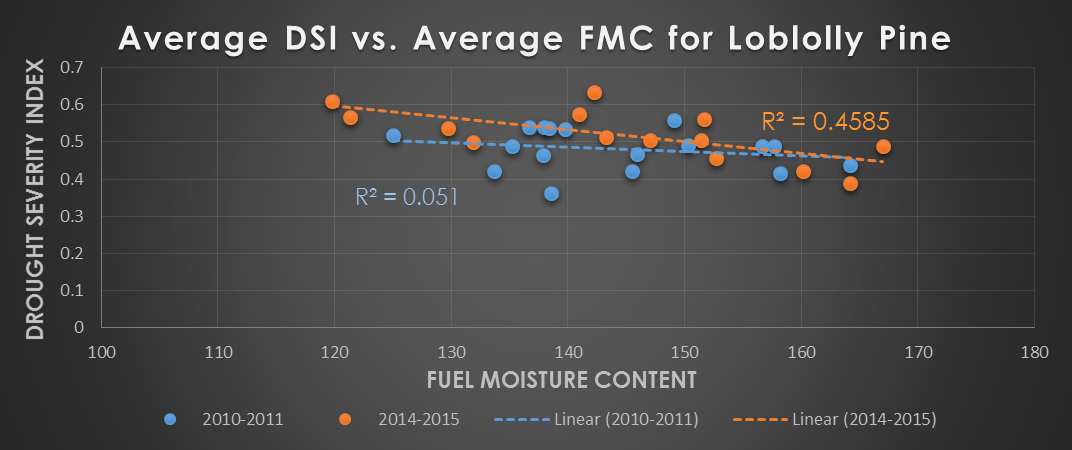 Average DSI vs. Average FMC for Loblolly Pine
DROUGHT SEVERITY INDEX
0.7
0.6
0.5
0.4
0.3
0.2
0.1
0
R² = 0.4585
R² = 0.051
100 110 120 130 140 150 160 170 180
FUEL MOISTURE CONTENT
2010-2011 2014-2015 Linear (2010-2011) Linear (2014-2015)